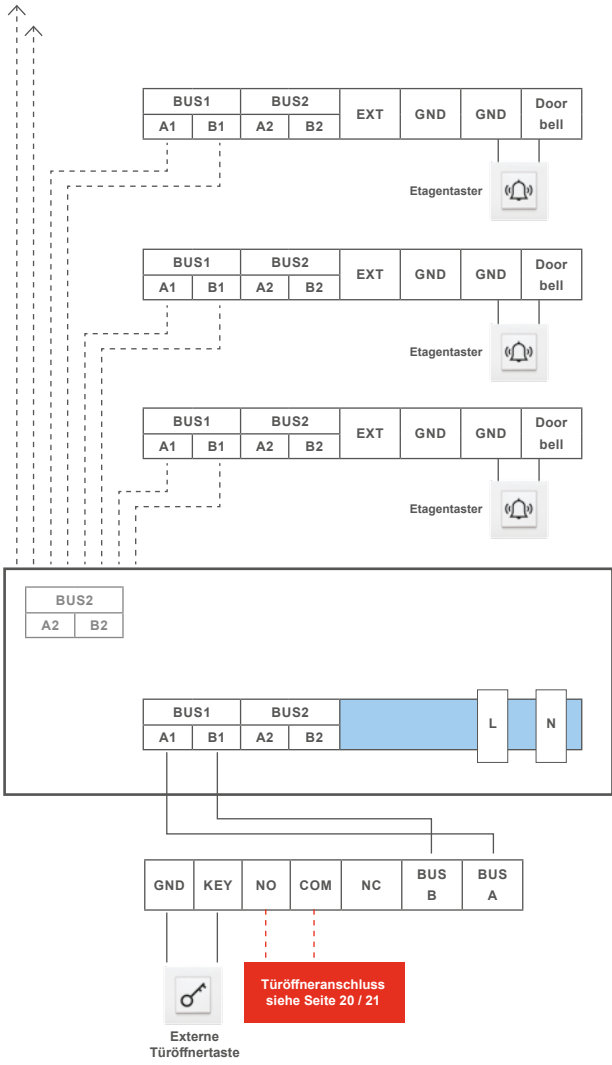 BUS1 BUS2 EXT GND GND Door bell
A1 B1 A2 B2
Etagentaster
BUS1 BUS2 EXT GND GND Door bell
A1 B1 A2 B2
Etagentaster
BUS1 BUS2 EXT GND GND Door bell
A1 B1 A2 B2
Etagentaster
BUS2
A2 B2
BUS1 BUS2 L N
A1 B1 A2 B2
GND KEY NO COM NC BUS B BUS A
Türöffneranschluss
siehe Seite 20 / 21
Externe
Türöffnertaste